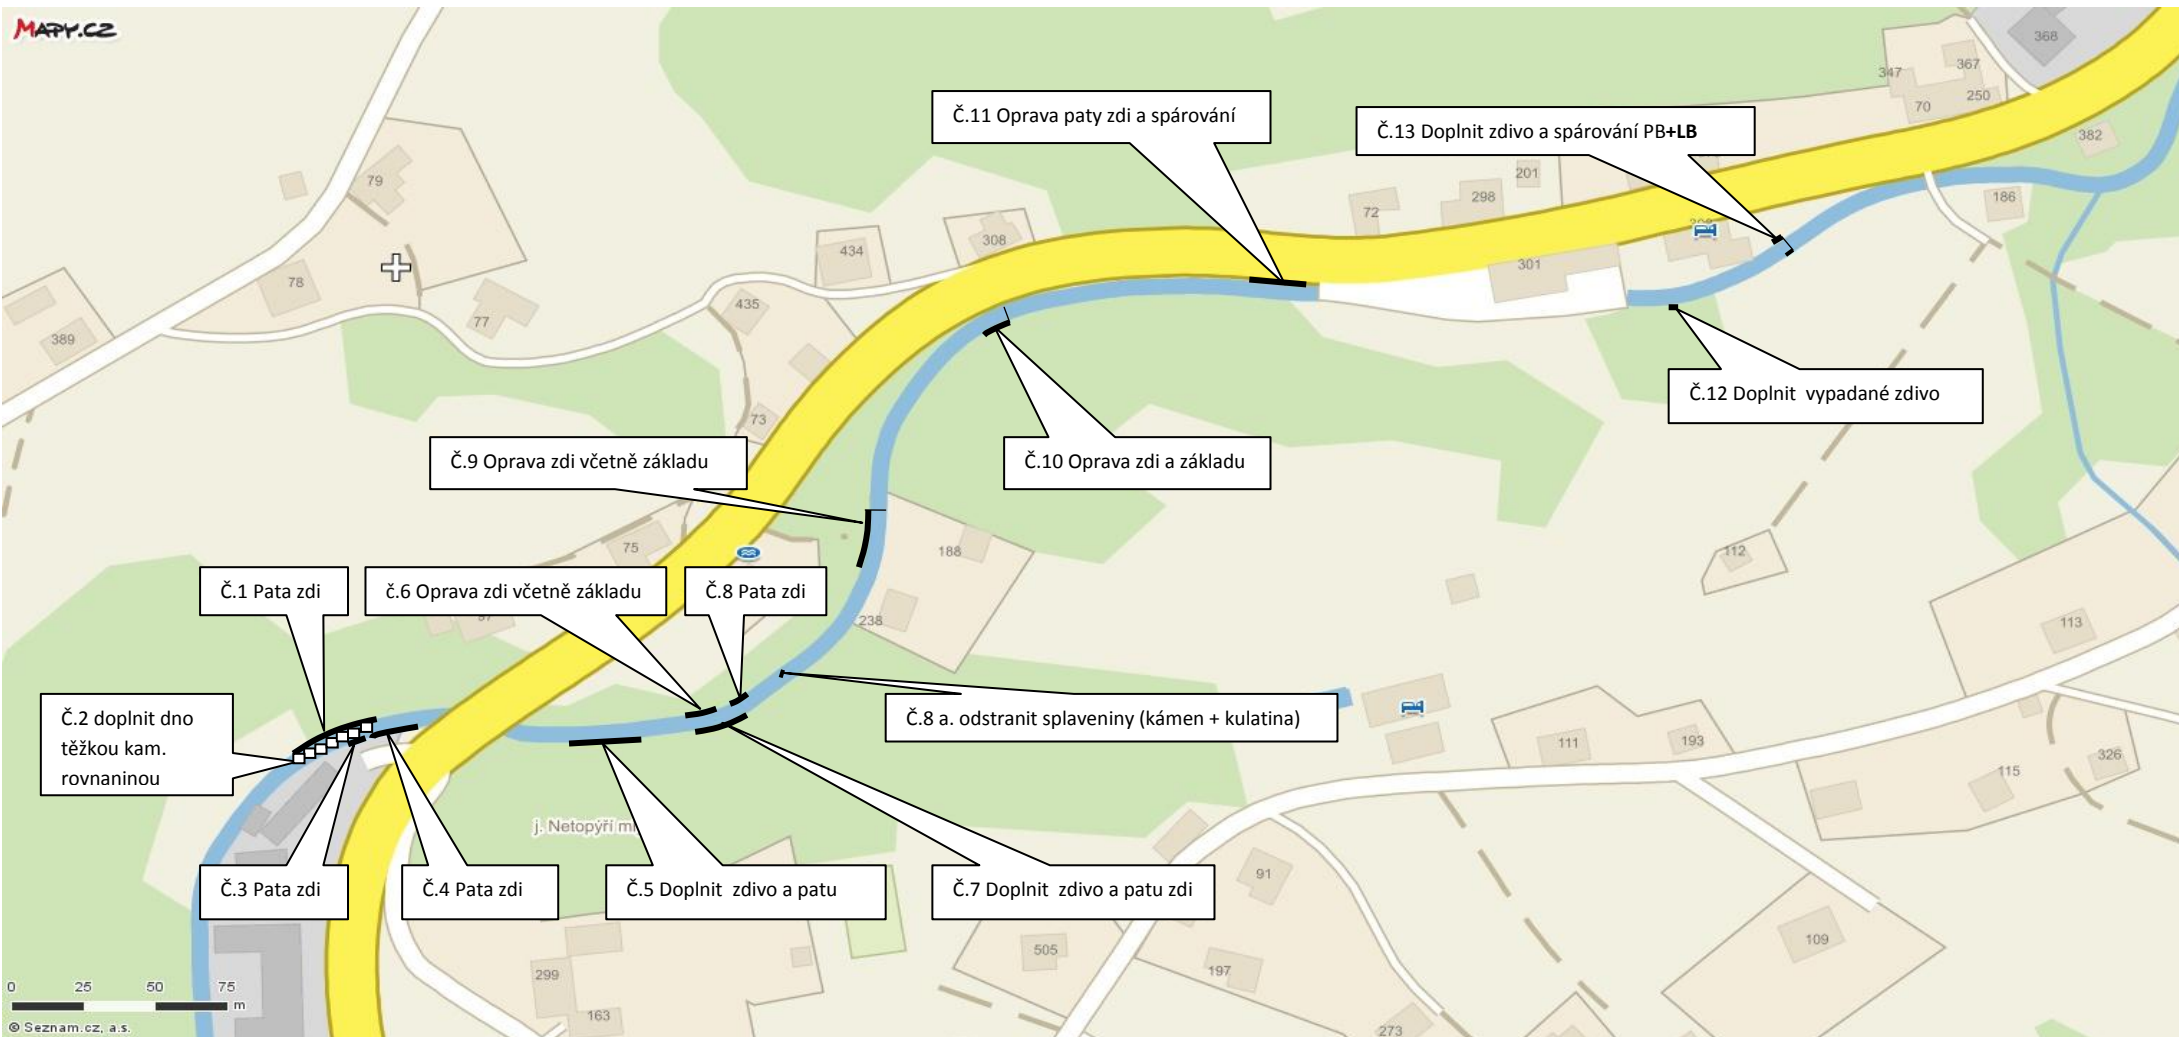 MAPY.CZ
368
347
367
70
250
382
Č.11 Oprava paty zdi a spárování
Č.13 Doplnit zdivo a spárování PB+LB
79
201
298
72
186
308
434
301
78
435
77
389
Č.12 Doplnit  vypadané zdivo
73
Č.9 Oprava zdi včetně základu
Č.10 Oprava zdi a základu
75
188
112
Č.1 Pata zdi
č.6 Oprava zdi včetně základu
Č.8 Pata zdi
97
238
113
Č.2 doplnit dno
těžkou kam.
rovnaninou
Č.8 a. odstranit splaveniny (kámen + kulatina)
111
193
326
115
j. Netopýří
Č.3 Pata zdi
Č.4 Pata zdi
Č.5 Doplnit  zdivo a patu
Č.7 Doplnit  zdivo a patu zdi
91
109
505
197
299
163
273
0 25 50 75
m
© Seznam.cz, a.s.